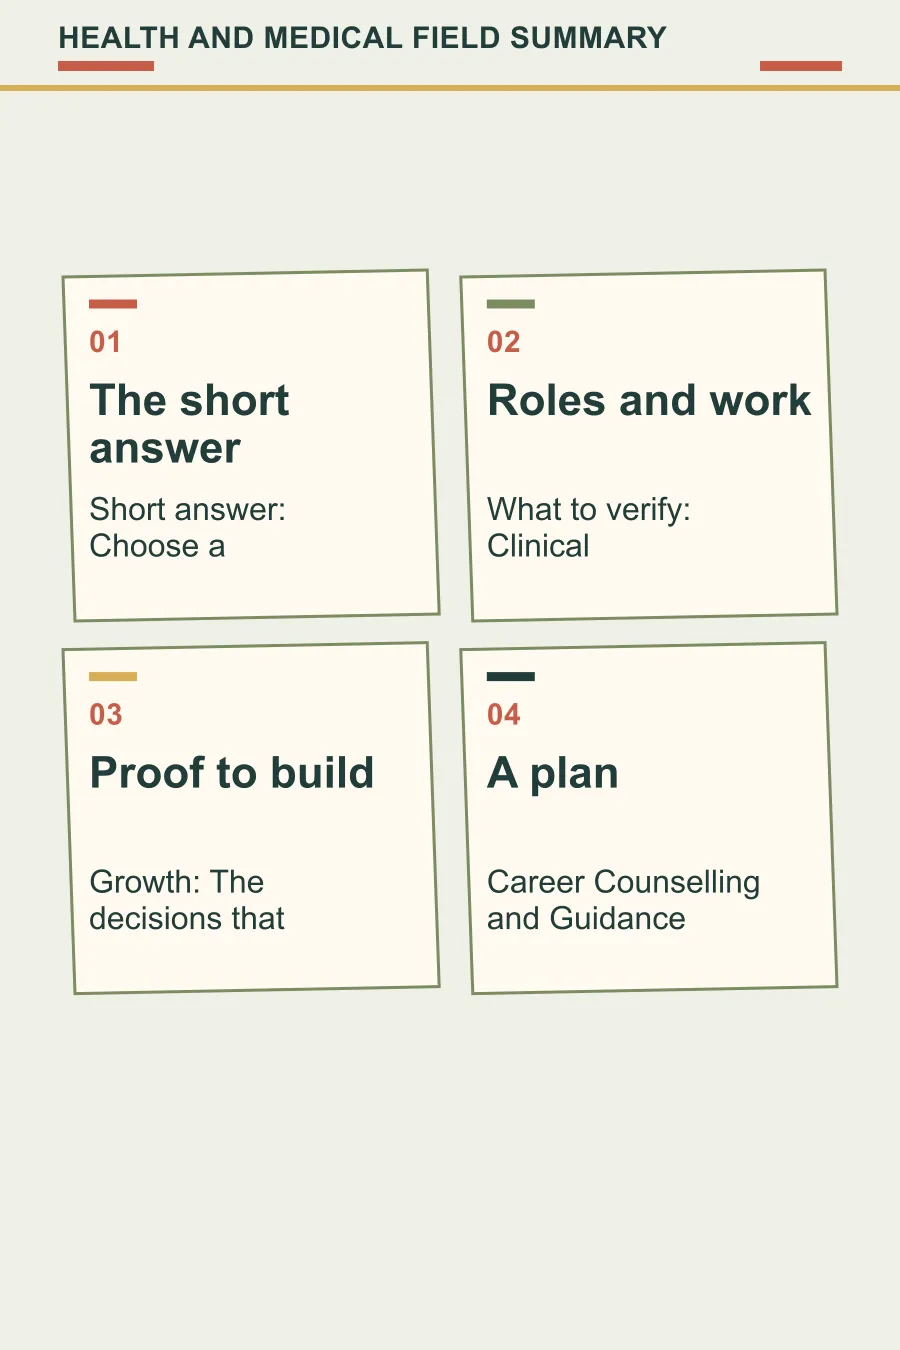 HEALTH AND MEDICAL FIELD SUMMARY
01
The short
answer
Short answer:
Choose a
02
Roles and work
What to verify:
Clinical
03
Proof to build
Growth: The
decisions that
04
A plan
Career Counselling
and Guidance